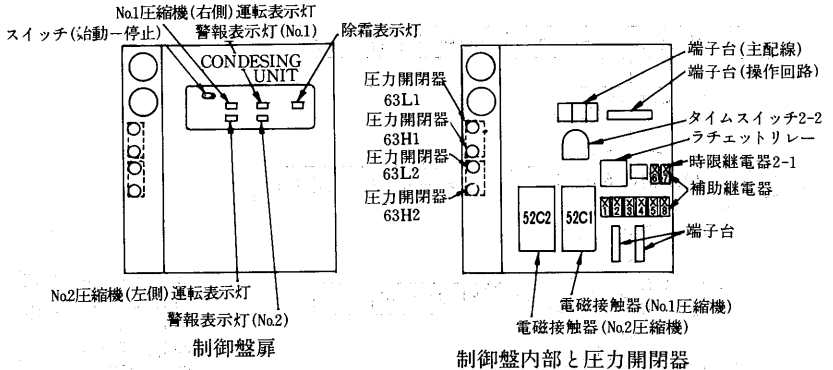 No.1圧縮機(右側)運転表示灯
スイッチ(始動－停止)
警報表示灯(No.1)
除霜表示灯
CONDESING
UNIT
No.2圧縮機(左側)運転表示灯
警報表示灯(No.2)
制御盤扉
圧力開閉器
63L1
圧力開閉器
63H1
圧力開閉器
63L2
圧力開閉器
63H2
端子台(主配線)
端子台(操作回路)
タイムスイッチ2-2
ラチェットリレー
時限継電器2-1
補助継電器
端子台
6 7
52C2
52C1
1 2 3 4 5 8
電磁接触器(No.1圧縮機)
電磁接触器(No.2圧縮機)
制御盤内部と圧力開閉器